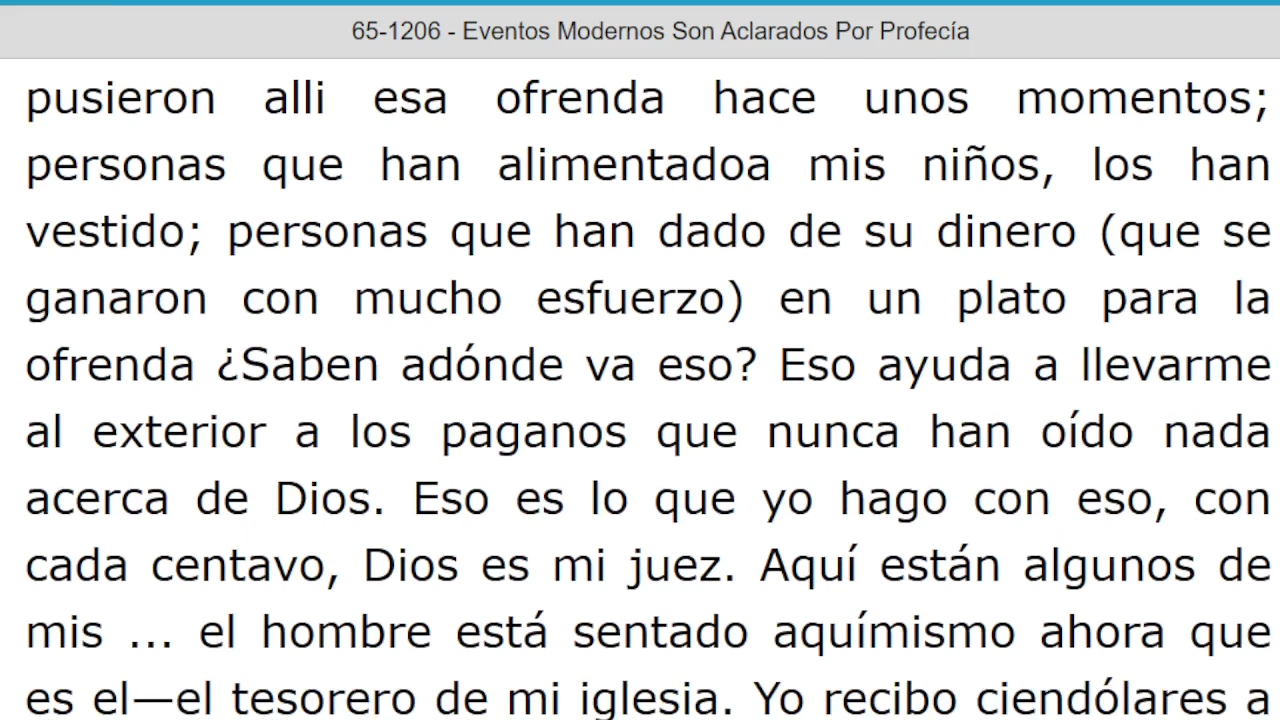 65-1206 - Eventos Modernos Son Aclarados Por Profecía
pusieron alli esa ofrenda hace unos momentos;
personas que han alimentadoa mis niños, los han
vestido; personas que han dado de su dinero (que se
ganaron con mucho esfuerzo) en un plato para la
ofrenda ¿Saben adónde va eso? Eso ayuda a llevarme
al exterior a los paganos que nunca han oído nada
acerca de Dios. Eso es lo que yo hago con eso, con
cada centavo, Dios es mi juez. Aquí están algunos de
mis ... el hombre está sentado aquímismo ahora que
es el—el tesorero de mi iglesia. Yo recibo ciendólares a